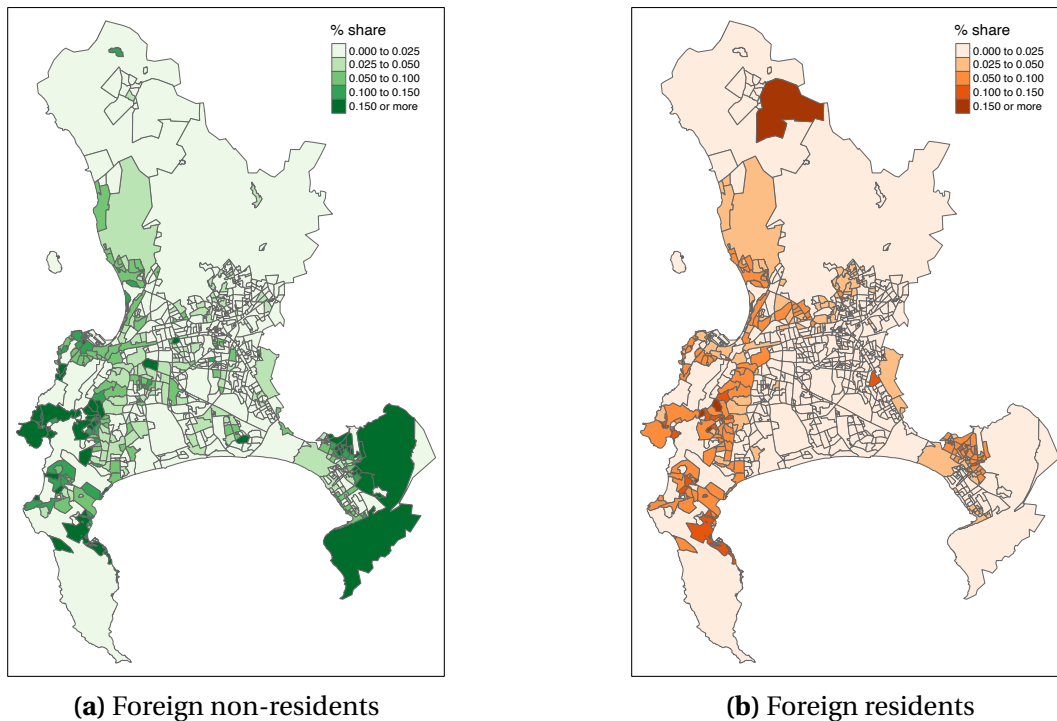 % share
0.000 to 0.025
0.025 to 0.050
0.050 to 0.100
0.100 to 0.150
0.150 or more
% share
0.000 to 0.025
0.025 to 0.050
0.050 to 0.100
0.100 to 0.150
0.150 or more
(a) Foreign non-residents
(b) Foreign residents